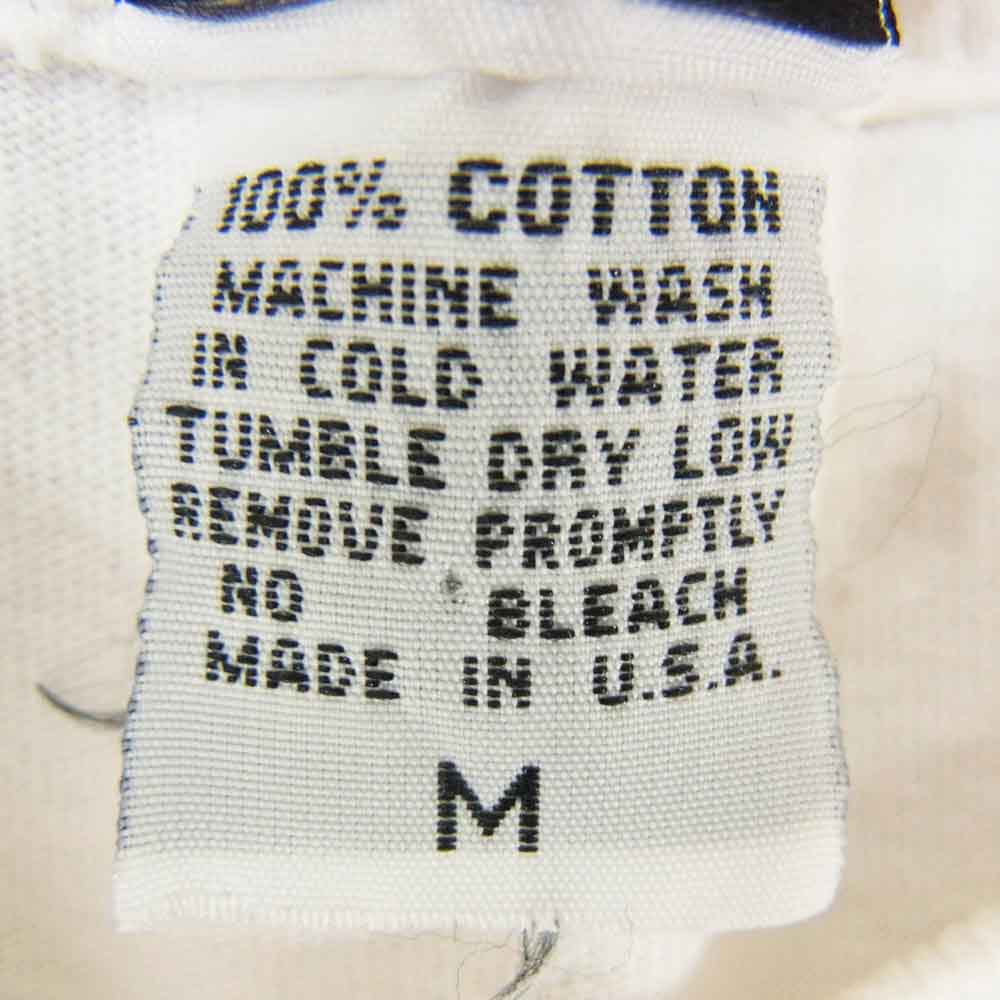 100% COTTON
MACHINE WASH
IN COLD WATER
TUMBLE DRY LOW
REMOVE PROMPTLY
NO BLEACH
MADE IN U.S.A.
M